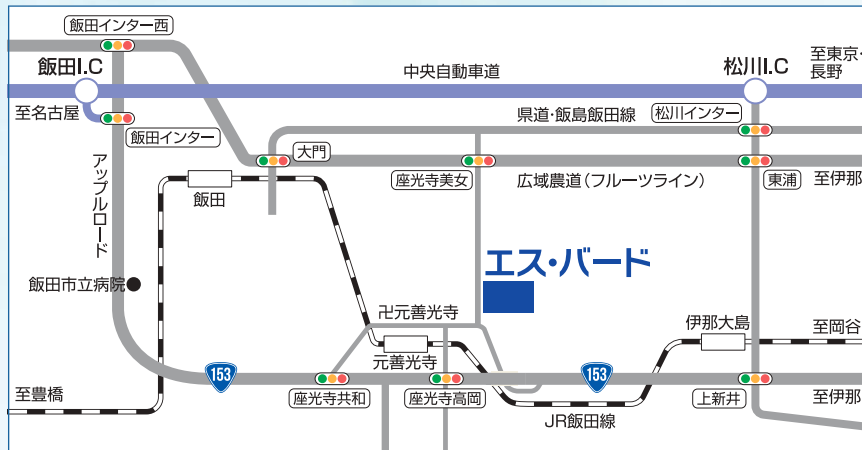 飯田インター西
飯田I.C
中央自動車道
松川I.C
至東京・
長野
至名古屋
飯田インター
県道・飯島飯田線
松川インター
大門
アップルロード
飯田
座光寺美女
広域農道（フルーツライン）
東浦
至伊那
エス・バード
飯田市立病院
卍元善光寺
元善光寺
伊那大島
至岡谷
153
153
至豊橋
座光寺共和
座光寺高岡
JR飯田線
上新井
至伊那